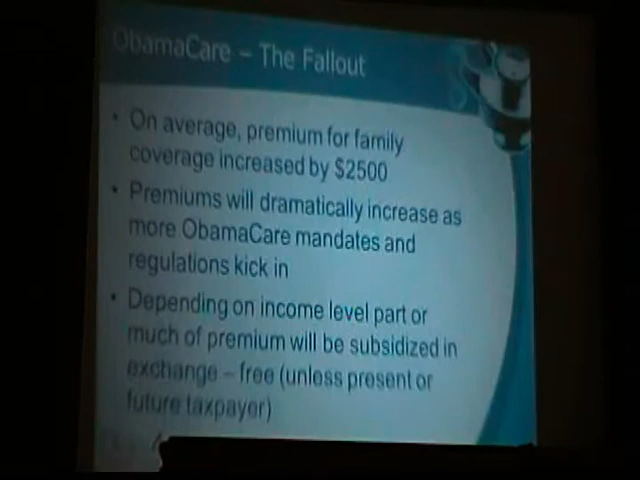 ObamaCare – The Fallout
• On average, premium for family
coverage increased by $2500
• Premiums will dramatically increase as
more ObamaCare mandates and
regulations kick in
• Depending on income level part or
much of premium will be subsidized in
exchange – free (unless present or
future taxpayer)